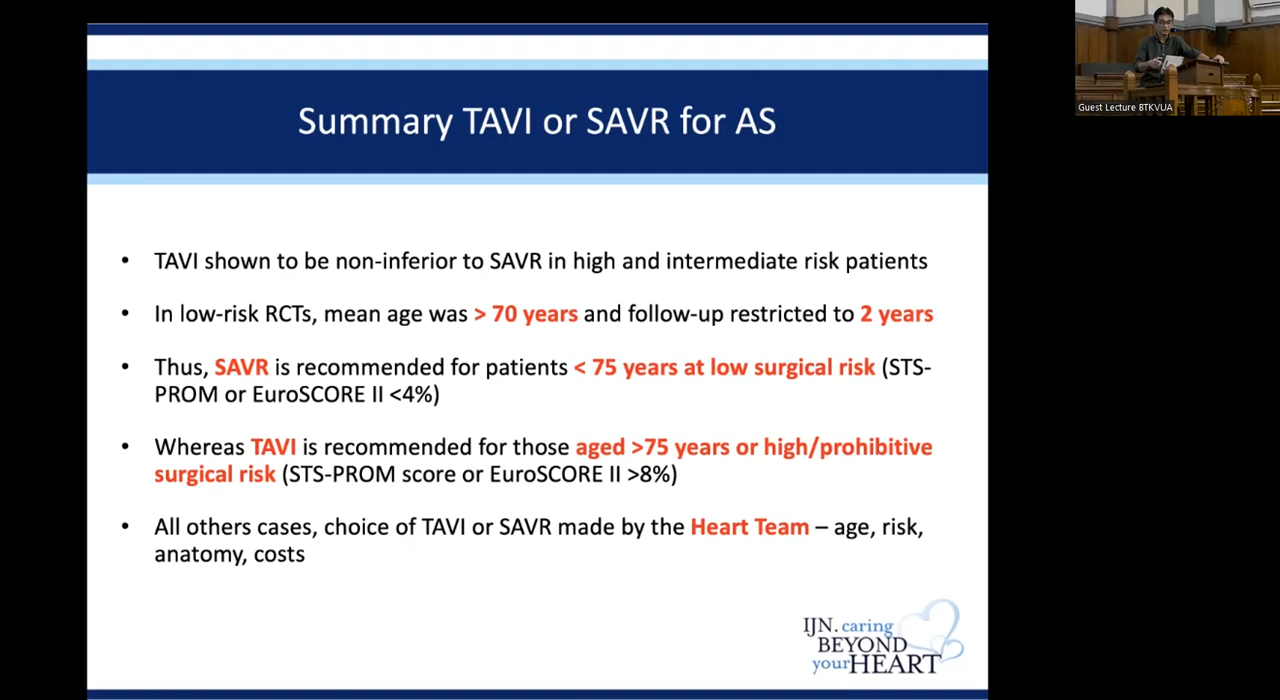 Summary TAVI or SAVR for AS
• TAVI shown to be non-inferior to SAVR in high and intermediate risk patients
• In low-risk RCTs, mean age was > 70 years and follow-up restricted to 2 years
• Thus, SAVR is recommended for patients < 75 years at low surgical risk (STS-
PROM or EuroSCORE II <4%)
• Whereas TAVI is recommended for those aged >75 years or high/prohibitive
surgical risk (STS-PROM score or EuroSCORE II >8%)
• All others cases, choice of TAVI or SAVR made by the Heart Team – age, risk,
anatomy, costs
IJN. caring
BEYOND
your HEART
Guest Lecture BTKVUA